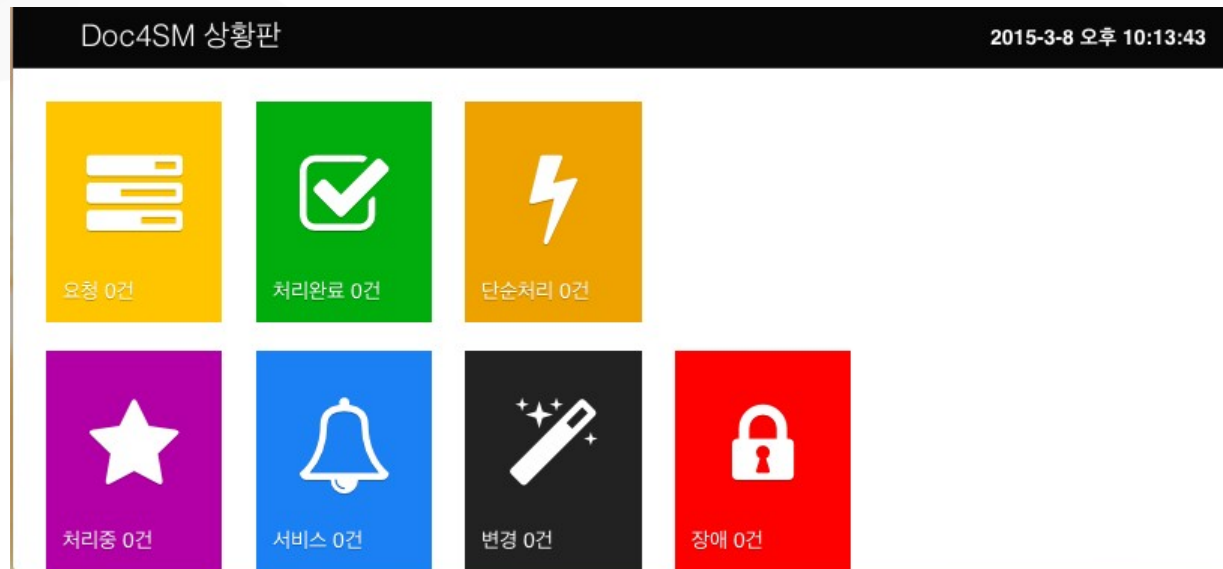 Doc4SM 상황판
2015-3-8 오후 10:13:43
요청 0건
처리완료 0건
단순처리 0건
처리중 0건
서비스 0건
변경 0건
장애 0건